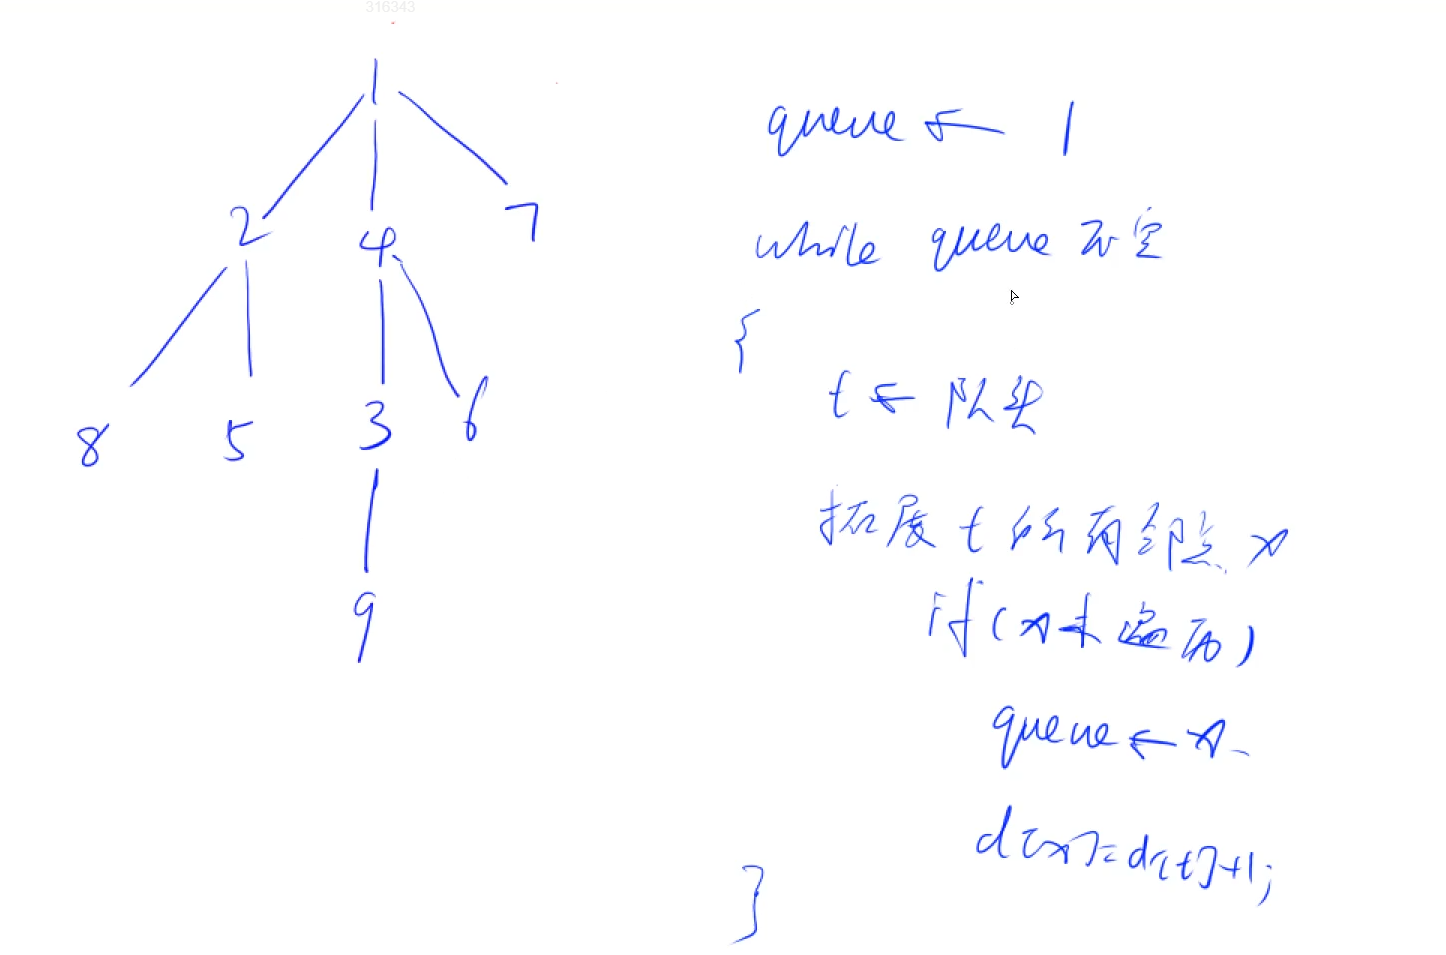 316343
1
2 4 7
8 5 3 6
9
queue ← 1
while queue 不空
{
t ← 队头
拓展 t 所有邻点 x
if (x未遍历)
queue ← x
d[x]=d[t]+1;
}